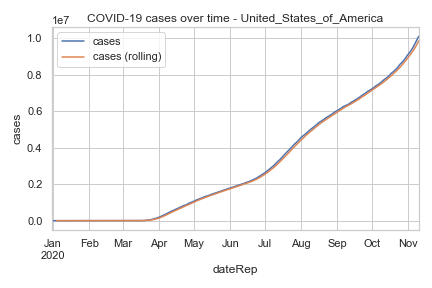 COVID-19 cases over time - United_States_of_America
1e7
cases
cases (rolling)
1.0
0.8
0.6
0.4
0.2
0.0
cases
Jan Feb Mar Apr May Jun Jul Aug Sep Oct Nov
2020
dateRep